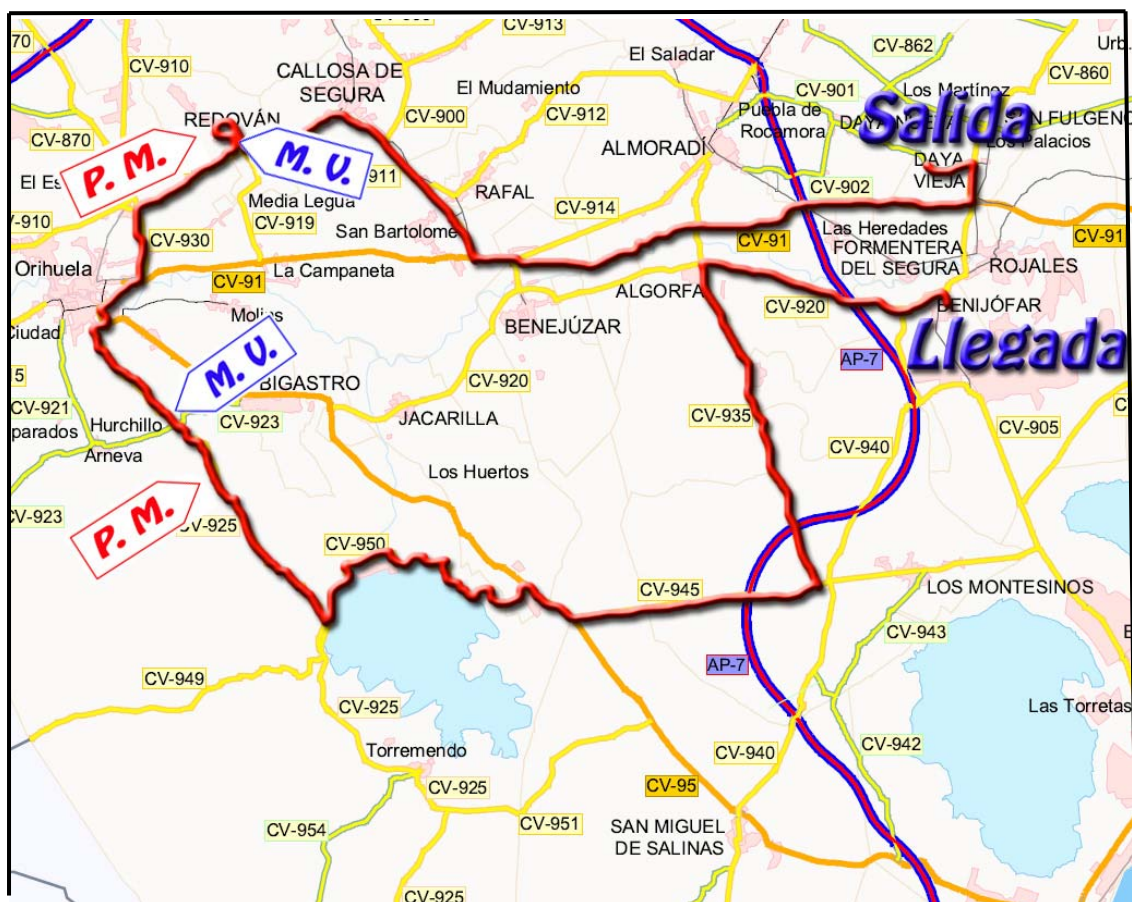 CV-913
CV-910
CV-862
Urb.
CV-860
El Saladar
CALLOSA DE
SEGURA
El Mudamiento
CV-901
Los Martínez
CV-900
CV-912
Puebla de
Rocamora
Salida
REDOVÁN
CV-870
P. M.
M. V.
ALMORADÍ
Los Palacios
DAYA
VIEJA
CV-902
911
RAFAL
Media Legua
CV-919
CV-914
San Bartolomé
CV-930
CV-91
Las Heredades
FORMENTERA
DEL SEGURA
CV-91
Orihuela
La Campaneta
CV-91
ALGORFA
ROJALES
CV-920
BENIJÓFAR
Ciudad
BENEJÚZAR
Llegada
M. V.
AP-7
BIGASTRO
CV-920
CV-921
CV-923
JACARILLA
CV-935
Hurchillo
Arneva
CV-940
CV-905
Los Huertos
P. M.
CV-923
CV-925
CV-950
CV-945
LOS MONTESINOS
CV-943
AP-7
CV-949
CV-925
Las Torretas
Torremendo
CV-940
CV-942
CV-925
CV-95
CV-954
CV-951
SAN MIGUEL
DE SALINAS
CV-925